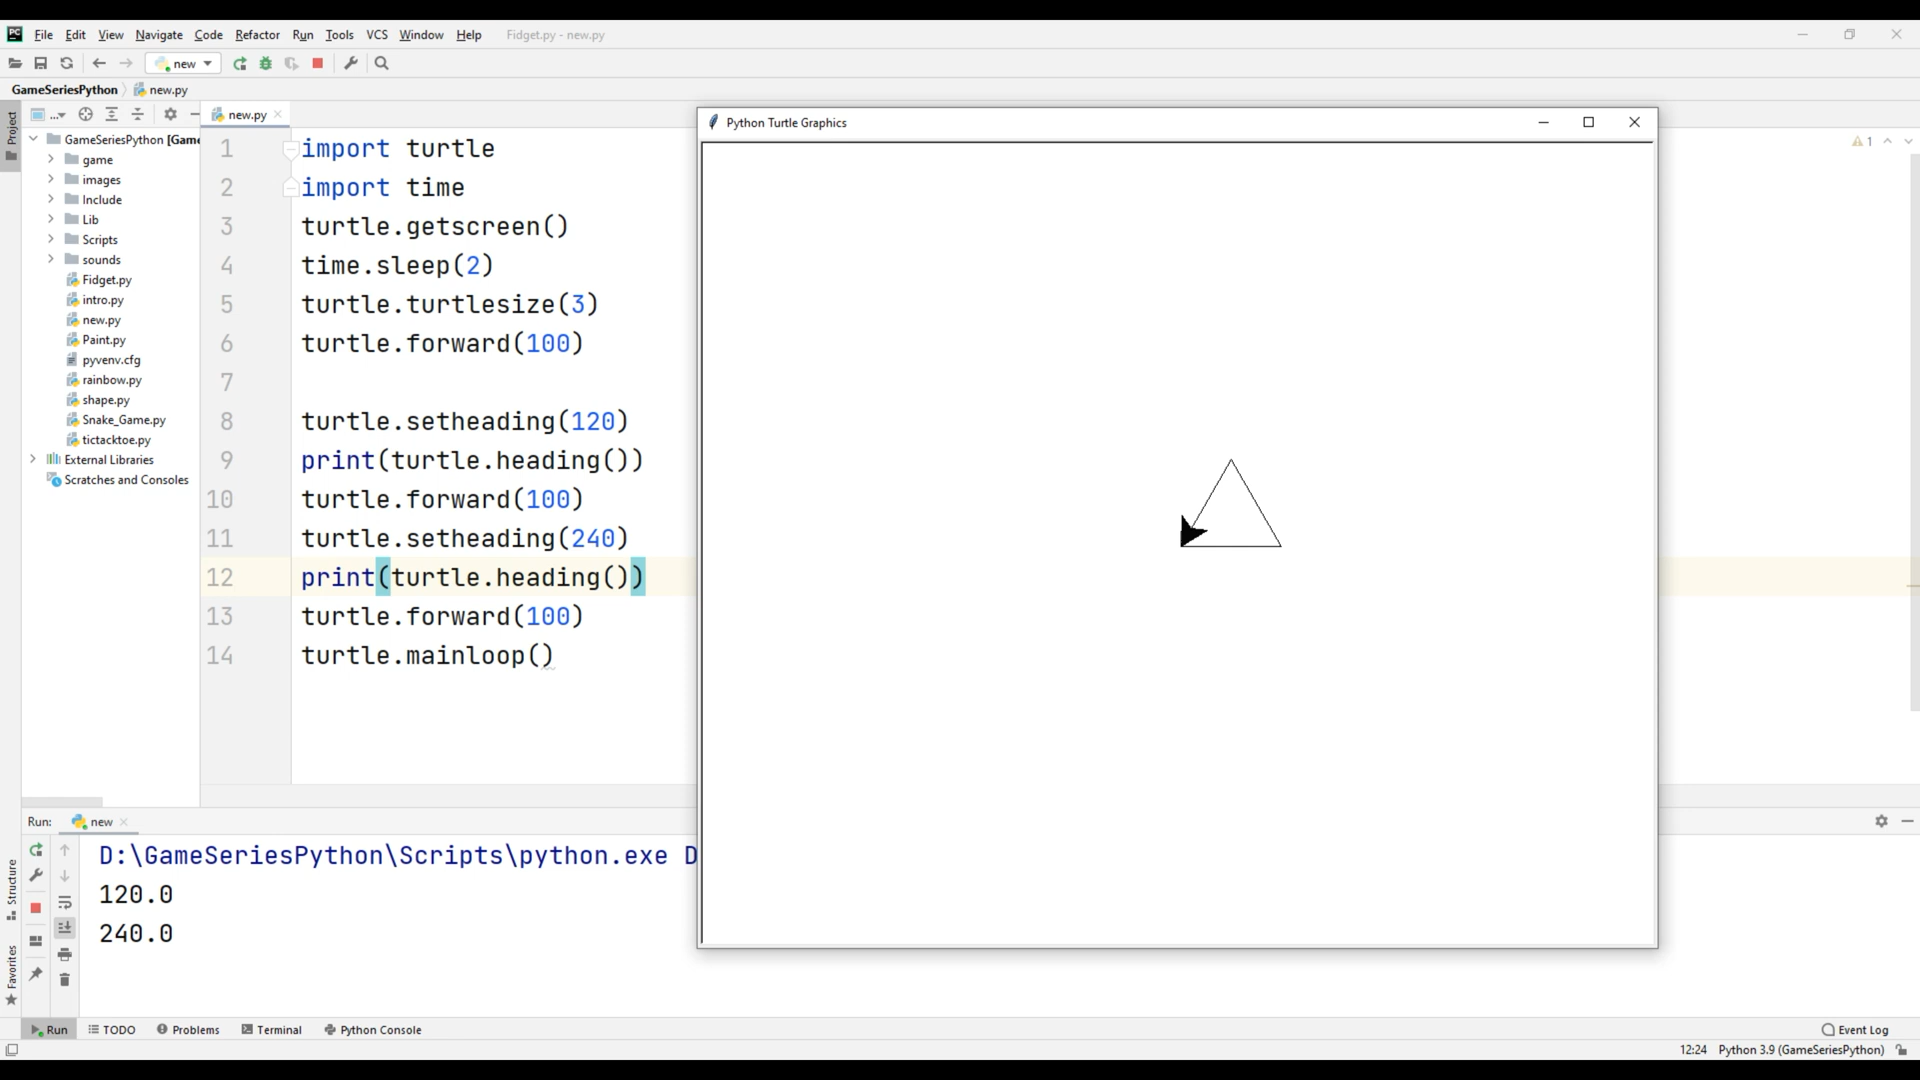 PC File Edit View Navigate Code Refactor Run Tools VCS Window Help Fidget.py - new.py
new
GameSeriesPython new.py
Project
...
new.py
GameSeriesPython [Game
game
images
Include
Lib
Scripts
sounds
Fidget.py
intro.py
new.py
Paint.py
pyvenv.cfg
rainbow.py
shape.py
Snake_Game.py
tictacktoe.py
External Libraries
Scratches and Consoles
1 import turtle
2 import time
3 turtle.getscreen()
4 time.sleep(2)
5 turtle.turtlesize(3)
6 turtle.forward(100)
7
8 turtle.setheading(120)
9 print(turtle.heading())
10 turtle.forward(100)
11 turtle.setheading(240)
12 print(turtle.heading())
13 turtle.forward(100)
14 turtle.mainloop()
Python Turtle Graphics
1
Run: new
D:\GameSeriesPython\Scripts\python.exe D
120.0
240.0
Structure
Favorites
Run TODO Problems Terminal Python Console Event Log
12:24 Python 3.9 (GameSeriesPython)